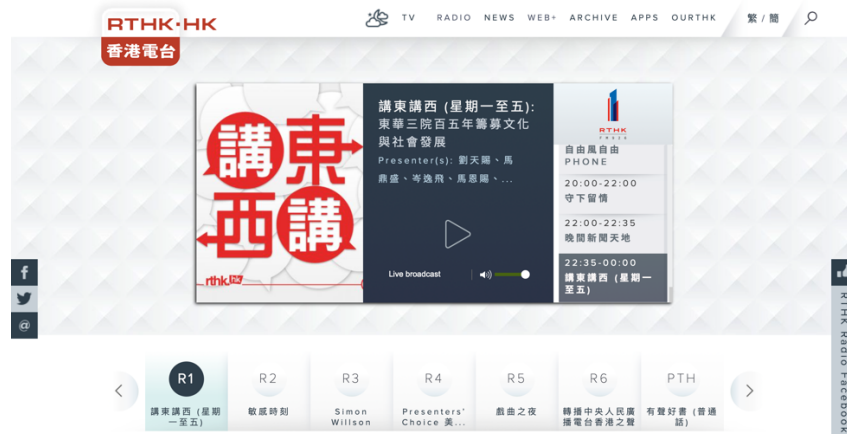 RTHK·HK
香港電台
TV RADIO NEWS WEB+ ARCHIVE APPS OURTHK 繁 / 簡
講東
西講
rthk.hk
講東講西 (星期一至五):
東華三院百五年籌募文化
與社會發展
Presenter(s): 劉天賜、馬
鼎盛、岑逸飛、馬恩賜、...
Live broadcast
RTHK
自由風自由
PHONE
20:00-22:00
守下留情
22:00-22:35
晚間新聞天地
22:35-00:00
講東講西 (星期一
至五)
f
@
RTHK Radio Facebook
R1
講東講西 (星期
一至五)
R2
敏感時刻
R3
Simon
Willson
R4
Presenters'
Choice 美...
R5
戲曲之夜
R6
轉播中央人民廣
播電台香港之聲
PTH
有聲好書 (普通
話)